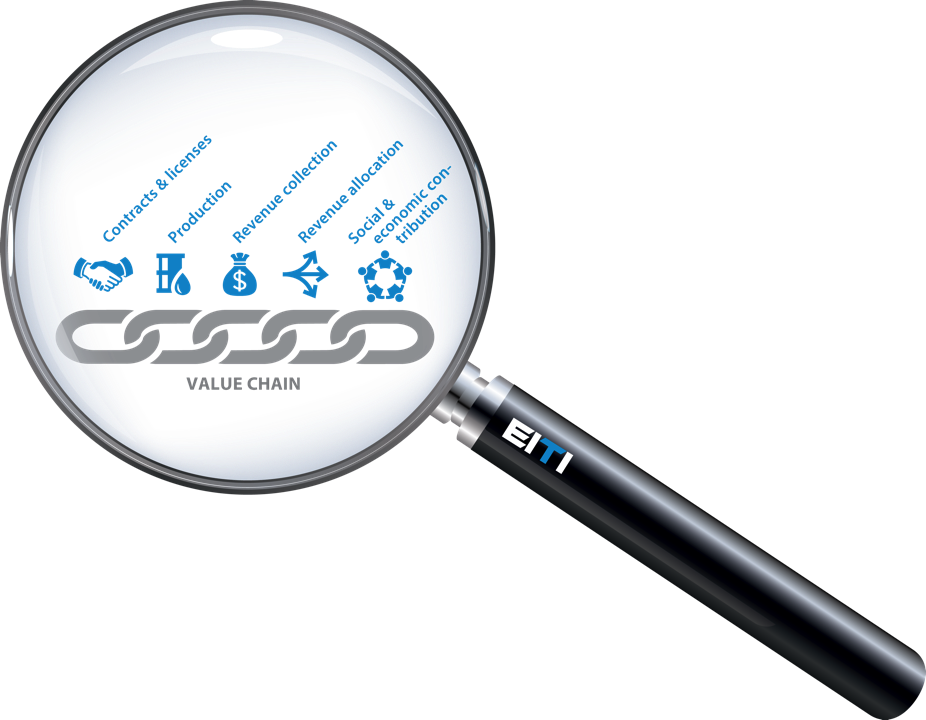 Contracts & licenses
Production
Revenue collection
Revenue allocation
Social &
economic con-
tribution
VALUE CHAIN
EITI